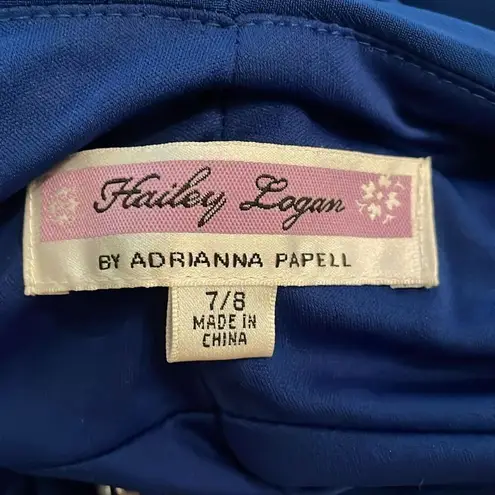 Hailey Logan
BY ADRIANNA PAPELL
7/8
MADE IN
CHINA